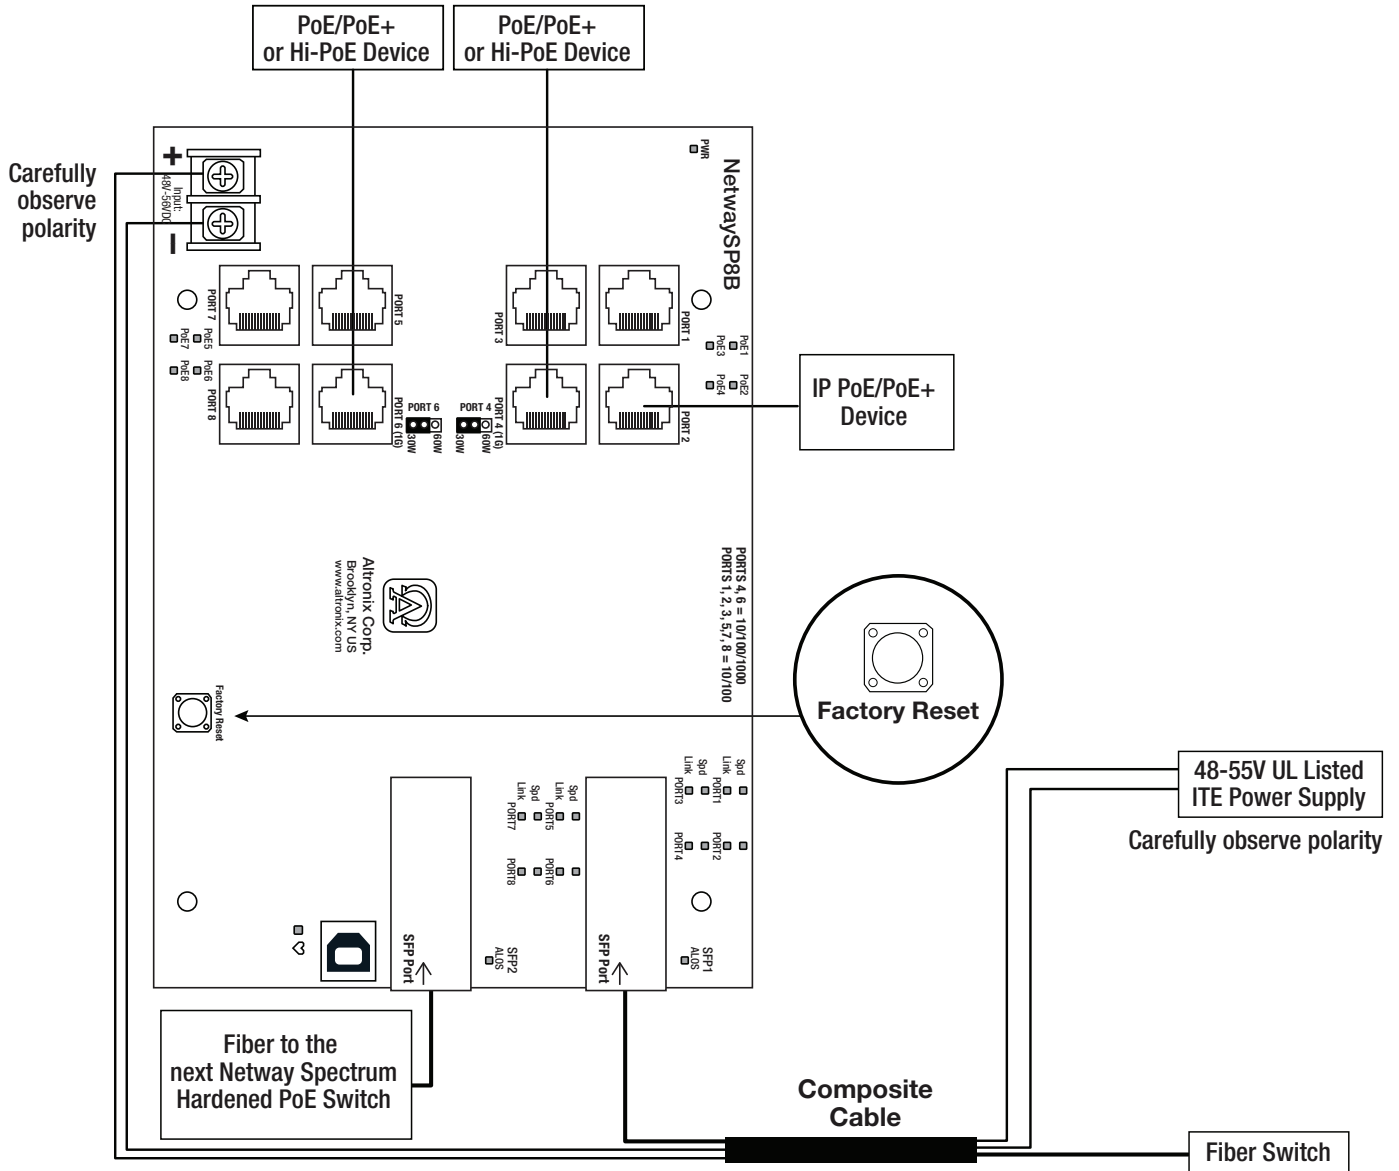 PoE/PoE+
or Hi-PoE Device
PoE/PoE+
or Hi-PoE Device
Carefully
observe
polarity
+
Input:
48V-56VDC
–
PWR
NetwaySP8B
PORT 7
PORT 5
PORT 3
PORT 1
PoE7
PoE5
PoE8
PoE6
PoE3
PoE1
PoE4
PoE2
PORT 8
PORT 6 (1G)
PORT 6
30W
60W
PORT 4
30W
60W
PORT 4 (1G)
PORT 2
IP PoE/PoE+
Device
Altronix Corp.
Brooklyn, NY US
www.altronix.com
PORTS 4, 6 = 10/100/1000
PORTS 1, 2, 3, 5,7, 8 = 10/100
Factory Reset
Factory Reset
Link
Spd
PORT3
Link
Spd
PORT1
PORT4
PORT2
Link
Spd
PORT7
Link
Spd
PORT5
PORT8
PORT6
48-55V UL Listed
ITE Power Supply
Carefully observe polarity
SFP Port
SFP2
ALOS
SFP Port
SFP1
ALOS
Fiber to the
next Netway Spectrum
Hardened PoE Switch
Composite
Cable
Fiber Switch